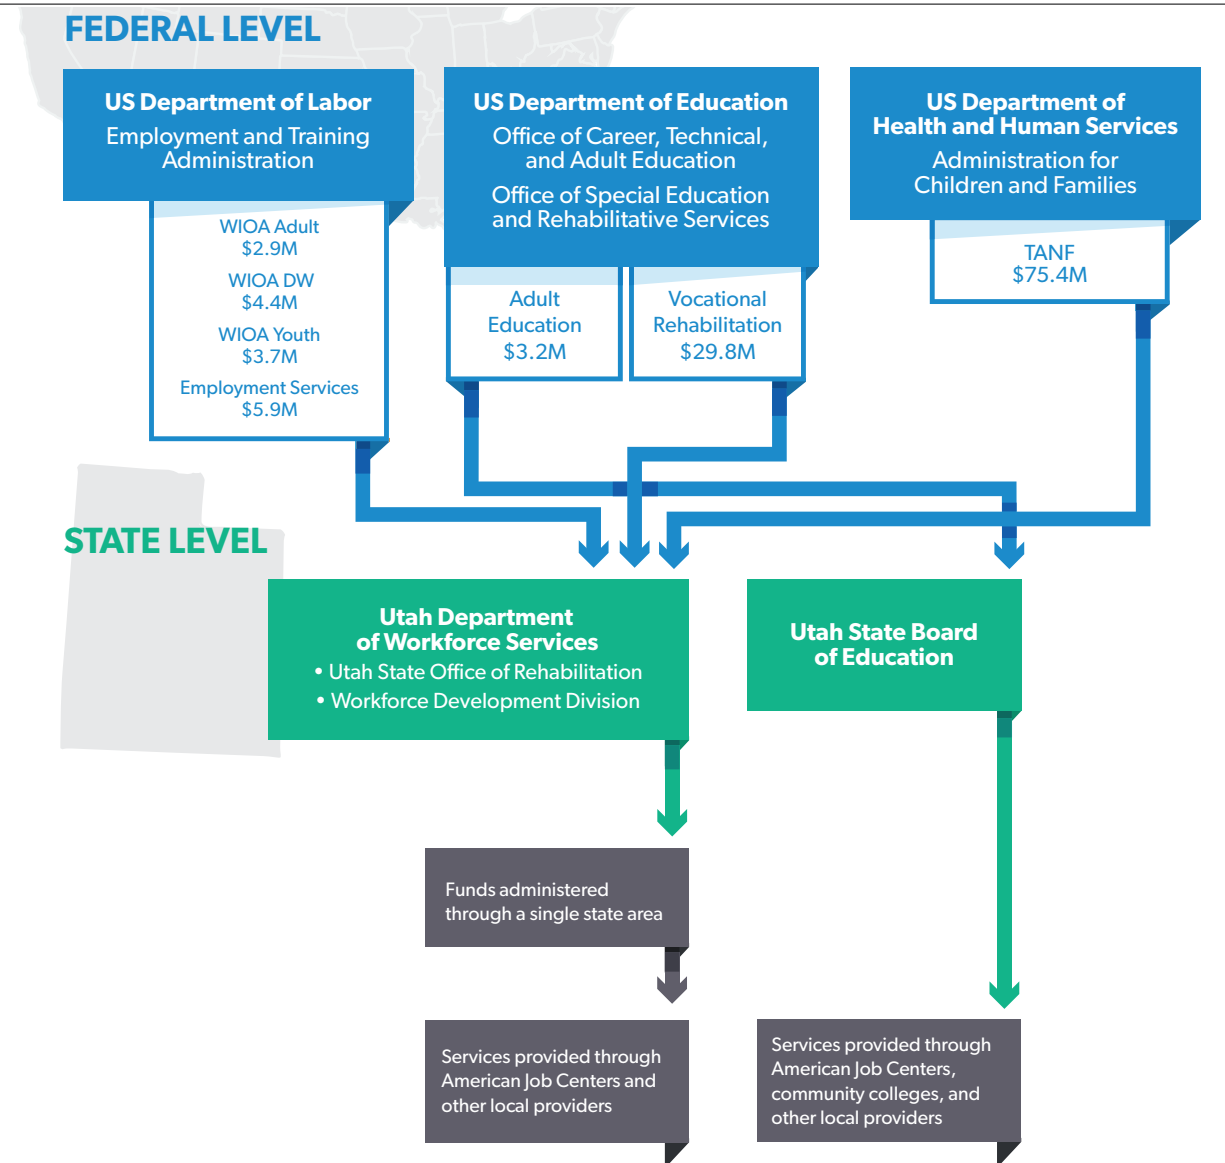 FEDERAL LEVEL
US Department of Labor
Employment and Training
Administration
WIOA Adult
$2.9M
WIOA DW
$4.4M
WIOA Youth
$3.7M
Employment Services
$5.9M
US Department of Education
Office of Career, Technical,
and Adult Education
Office of Special Education
and Rehabilitative Services
Adult
Education
$3.2M
Vocational
Rehabilitation
$29.8M
US Department of
Health and Human Services
Administration for
Children and Families
TANF
$75.4M
STATE LEVEL
Utah Department
of Workforce Services
• Utah State Office of Rehabilitation
• Workforce Development Division
Utah State Board
of Education
Funds administered
through a single state area
Services provided through
American Job Centers and
other local providers
Services provided through
American Job Centers,
community colleges, and
other local providers